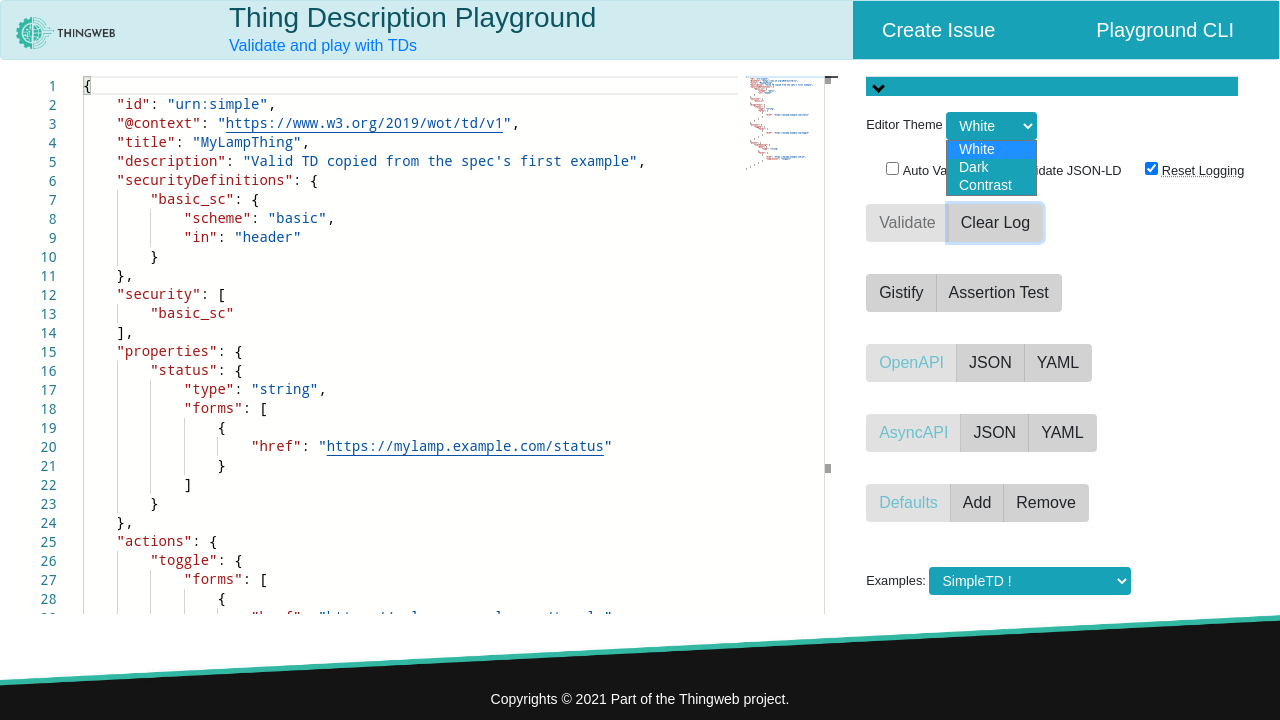 THINGWEB
Thing Description Playground
Validate and play with TDs
Create Issue
Playground CLI
1 {
2 "id": "urn:simple",
3 "@context": "https://www.w3.org/2019/wot/td/v1",
4 "title": "MyLampThing",
5 "description": "Valid TD copied from the spec's first example",
6 "securityDefinitions": {
7 "basic_sc": {
8 "scheme": "basic",
9 "in": "header"
10 }
11 },
12 "security": [
13 "basic_sc"
14 ],
15 "properties": {
16 "status": {
17 "type": "string",
18 "forms": [
19 {
20 "href": "https://mylamp.example.com/status"
21 }
22 ]
23 }
24 },
25 "actions": {
26 "toggle": {
27 "forms": [
28 {
Editor Theme White
White
Dark
Contrast
Auto Va
idate JSON-LD
Reset Logging
Validate Clear Log
Gistify Assertion Test
OpenAPI JSON YAML
AsyncAPI JSON YAML
Defaults Add Remove
Examples: SimpleTD !
Copyrights © 2021 Part of the Thingweb project.